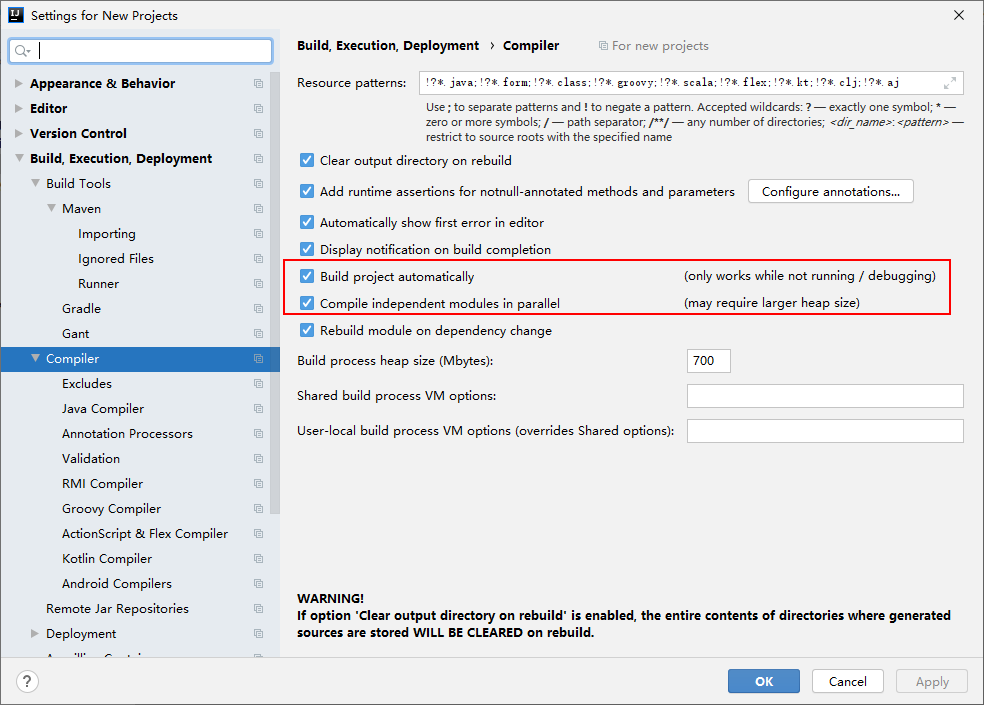 Settings for New Projects
Appearance & Behavior
Editor
Version Control
Build, Execution, Deployment
Build Tools
Maven
Importing
Ignored Files
Runner
Gradle
Gant
Compiler
Excludes
Java Compiler
Annotation Processors
Validation
RMI Compiler
Groovy Compiler
ActionScript & Flex Compiler
Kotlin Compiler
Android Compilers
Remote Jar Repositories
Deployment
Build, Execution, Deployment › Compiler For new projects
Resource patterns: !?*.java;!?*.form;!?*.class;!?*.groovy;!?*.scala;!?*.flex;!?*.kt;!?*.clj;!?*.aj
Use ; to separate patterns and ! to negate a pattern. Accepted wildcards: ? — exactly one symbol; * —
zero or more symbols; / — path separator; /**/ — any number of directories; <dir_name>:<pattern> —
restrict to source roots with the specified name
Clear output directory on rebuild
Add runtime assertions for notnull-annotated methods and parameters Configure annotations...
Automatically show first error in editor
Display notification on build completion
Build project automatically (only works while not running / debugging)
Compile independent modules in parallel (may require larger heap size)
Rebuild module on dependency change
Build process heap size (Mbytes): 700
Shared build process VM options:
User-local build process VM options (overrides Shared options):
WARNING!
If option 'Clear output directory on rebuild' is enabled, the entire contents of directories where generated
sources are stored WILL BE CLEARED on rebuild.
? OK Cancel Apply